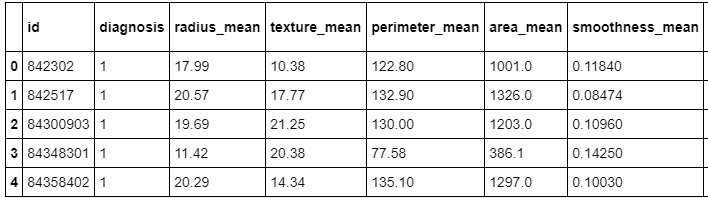 id diagnosis radius_mean texture_mean perimeter_mean area_mean smoothness_mean
0 842302 1 17.99 10.38 122.80 1001.0 0.11840
1 842517 1 20.57 17.77 132.90 1326.0 0.08474
2 84300903 1 19.69 21.25 130.00 1203.0 0.10960
3 84348301 1 11.42 20.38 77.58 386.1 0.14250
4 84358402 1 20.29 14.34 135.10 1297.0 0.10030